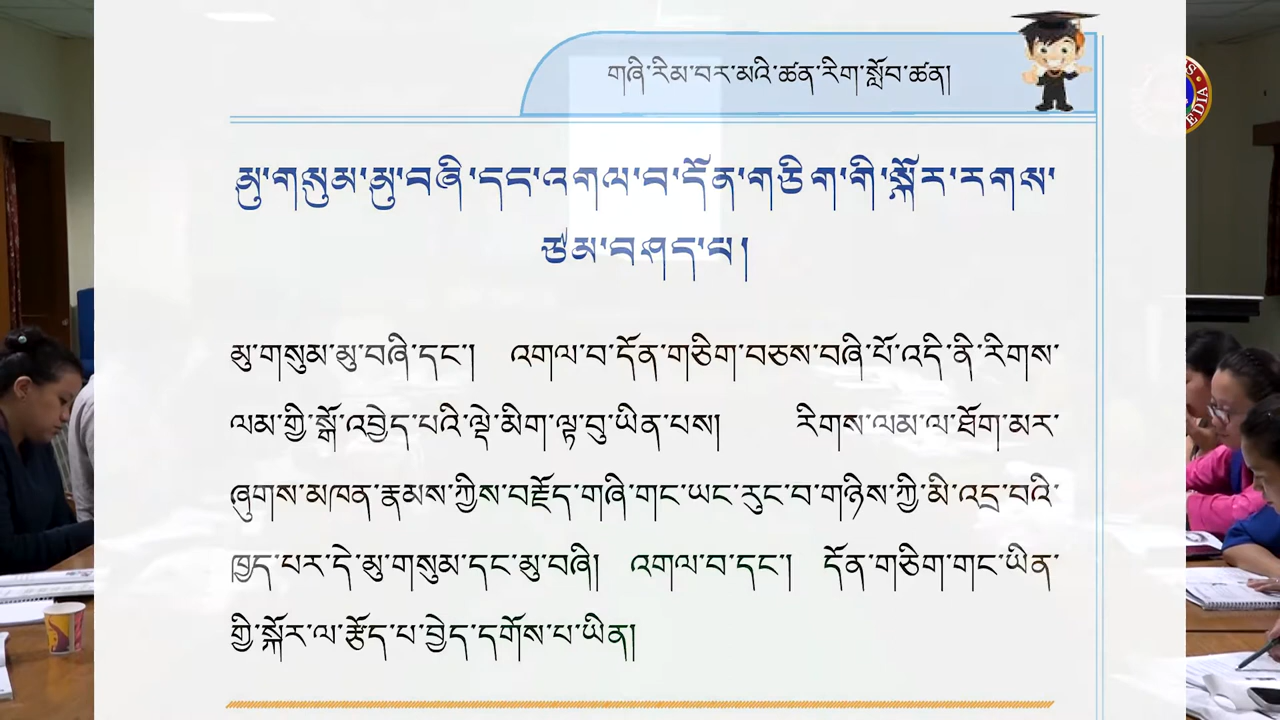 གཞི་རིམ་བར་མའི་ཚན་རིག་སློབ་ཚན།
མུ་གསུམ་མུ་བཞི་དང་འགལ་བ་དོན་གཅིག་གི་སྐོར་རགས་
ཙམ་བཤད་པ།
མུ་གསུམ་མུ་བཞི་དང་། འགལ་བ་དོན་གཅིག་བཅས་བཞི་པོ་འདི་ནི་རིགས་
ལམ་གྱི་སྒོ་འབྱེད་པའི་ལྡེ་མིག་ལྟ་བུ་ཡིན་པས། རིགས་ལམ་ལ་ཐོག་མར་
ཞུགས་མཁན་རྣམས་ཀྱིས་བརྗོད་གཞི་གང་ཡང་རུང་བ་གཉིས་ཀྱི་མི་འདྲ་བའི་
ཁྱད་པར་དེ་མུ་གསུམ་དང་མུ་བཞི། འགལ་བ་དང་། དོན་གཅིག་གང་ཡིན་
གྱི་སྐོར་ལ་རྩོད་པ་བྱེད་དགོས་པ་ཡིན།